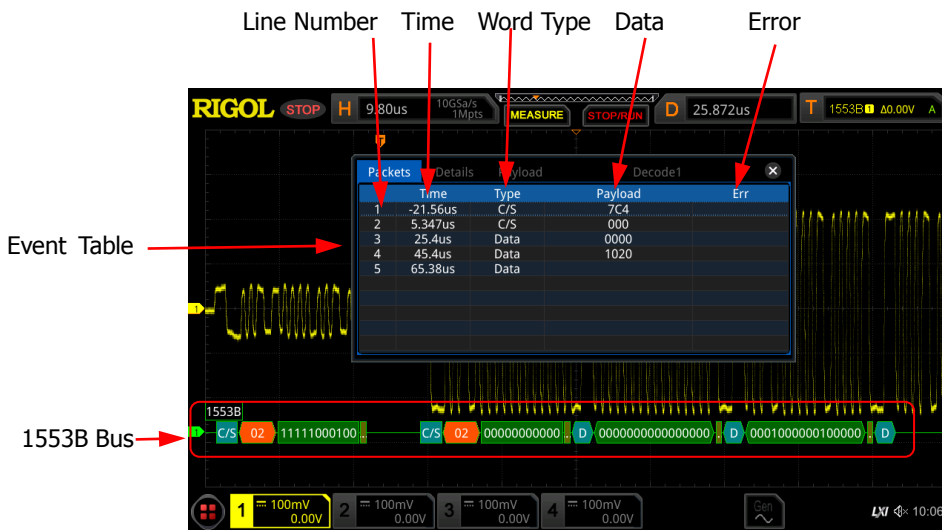 Line Number Time Word Type Data Error
RIGOL STOP H 9.80us 10GSa/s 1Mpts MEASURE STOP/RUN D 25.872us T 1553B 1 Δ0.00V A
Packets Details Payload Decode1
Time Type Payload Err
1 -21.56us C/S 7C4
2 5.347us C/S 000
3 25.4us Data 0000
4 45.4us Data 1020
5 65.38us Data
Event Table
1
1553B
1553B Bus
C/S 02 11111000100 .. C/S 02 00000000000 .. D 0000000000000000 . D 0001000000100000 . D
1 100mV 0.00V 2 100mV 0.00V 3 100mV 0.00V 4 100mV 0.00V Gen LXI 10:06